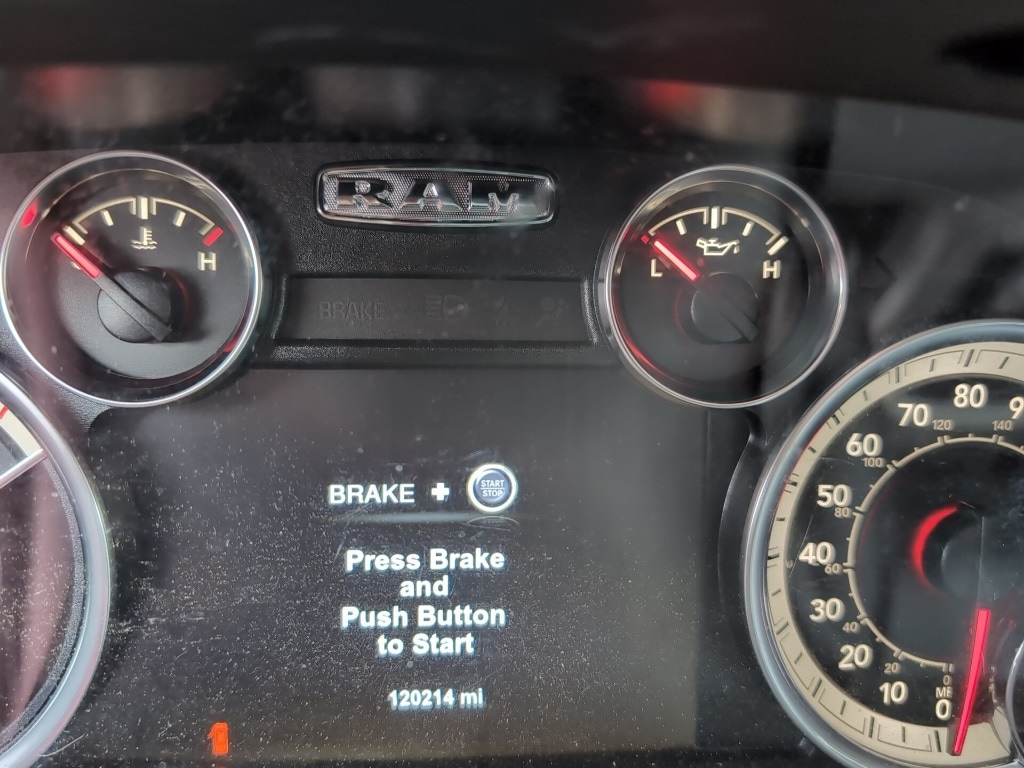 RAM
H
L
H
BRAKE
BRAKE + START STOP
Press Brake
and
Push Button
to Start
120214 mi
80
70
60
50
40
30
20
10
0
120
140
100
80
60
40
20
0